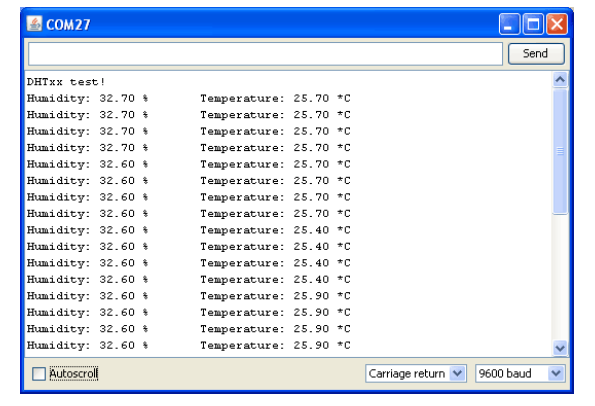 COM27
Send
DHTxx test!
Humidity: 32.70 % Temperature: 25.70 *C
Humidity: 32.70 % Temperature: 25.70 *C
Humidity: 32.70 % Temperature: 25.70 *C
Humidity: 32.70 % Temperature: 25.70 *C
Humidity: 32.60 % Temperature: 25.70 *C
Humidity: 32.60 % Temperature: 25.70 *C
Humidity: 32.60 % Temperature: 25.70 *C
Humidity: 32.60 % Temperature: 25.70 *C
Humidity: 32.60 % Temperature: 25.40 *C
Humidity: 32.60 % Temperature: 25.40 *C
Humidity: 32.60 % Temperature: 25.40 *C
Humidity: 32.60 % Temperature: 25.40 *C
Humidity: 32.60 % Temperature: 25.90 *C
Humidity: 32.60 % Temperature: 25.90 *C
Humidity: 32.60 % Temperature: 25.90 *C
Humidity: 32.60 % Temperature: 25.90 *C
Autoscroll Carriage return 9600 baud